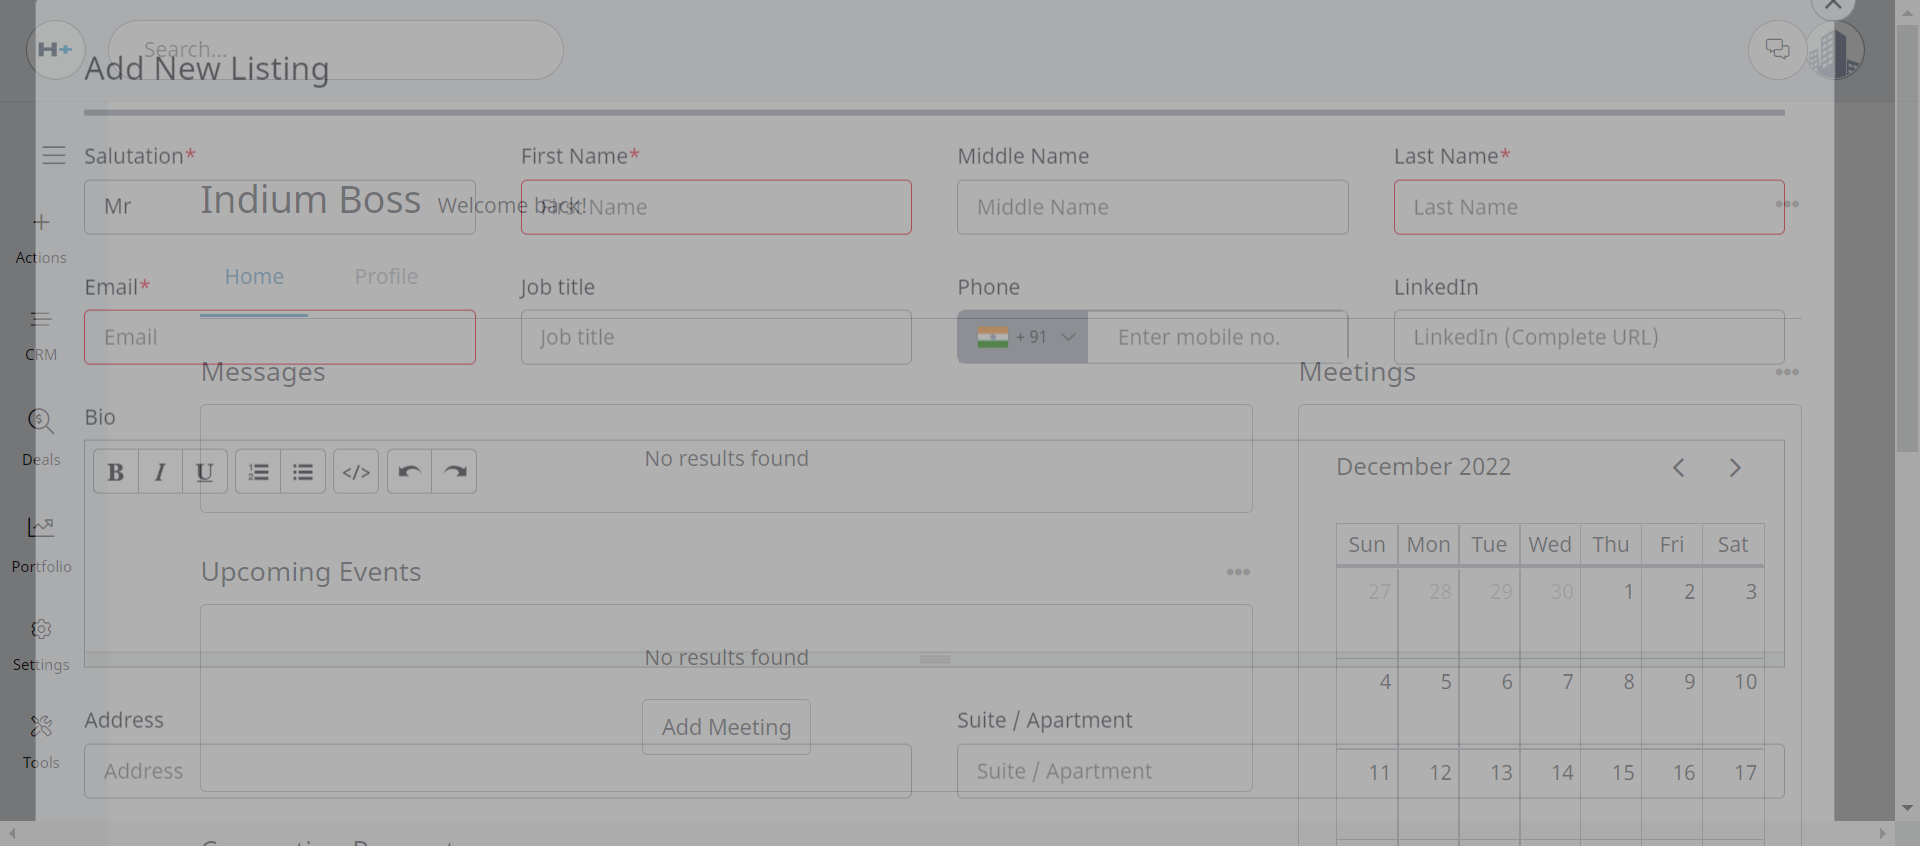 H+
Search...
Add New Listing
Salutation*
First Name*
Middle Name
Last Name*
Mr
First Name
Middle Name
Last Name
Indium Boss
Welcome back!
Actions
Home
Profile
Email*
Job title
Phone
LinkedIn
Email
Job title
+ 91
Enter mobile no.
LinkedIn (Complete URL)
CRM
Messages
Meetings
Bio
B I U </>
No results found
December 2022
Deals
Sun Mon Tue Wed Thu Fri Sat
Upcoming Events
Portfolio
27 28 29 30 1 2 3
No results found
Settings
4 5 6 7 8 9 10
Address
Suite / Apartment
Add Meeting
Tools
Address
Suite / Apartment
11 12 13 14 15 16 17